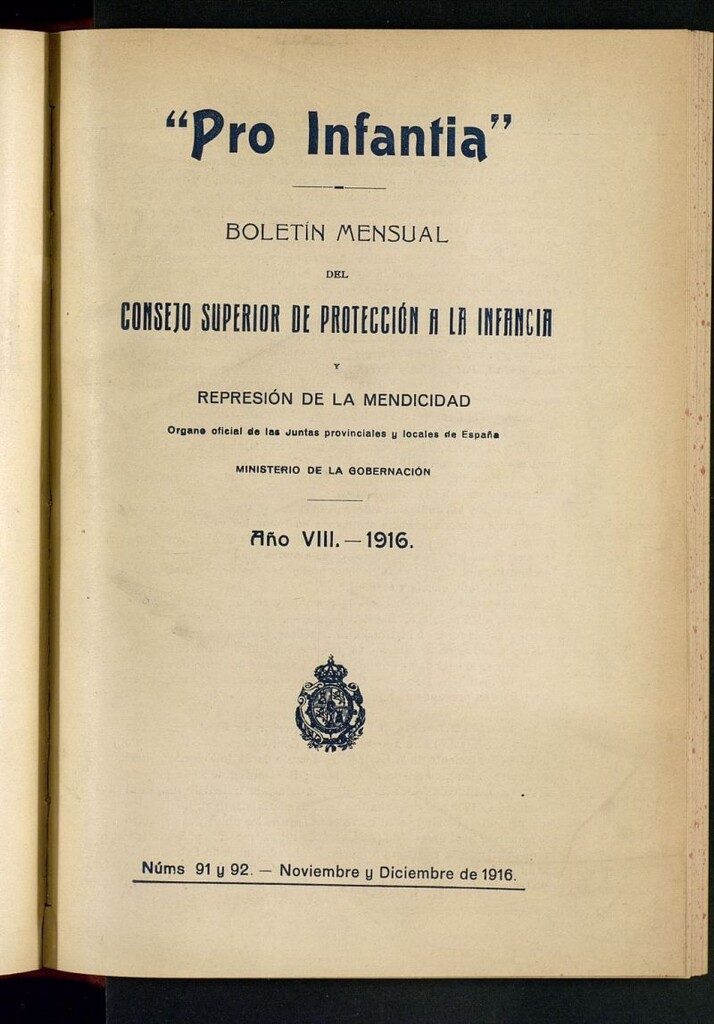 “Pro Infantia”
BOLETÍN MENSUAL
DEL
CONSEJO SUPERIOR DE PROTECCIÓN A LA INFANCIA
Y
REPRESIÓN DE LA MENDICIDAD
Organo oficial de las Juntas provinciales y locales de España
MINISTERIO DE LA GOBERNACIÓN
Año VIII. — 1916.
Núms 91 y 92. — Noviembre y Diciembre de 1916.